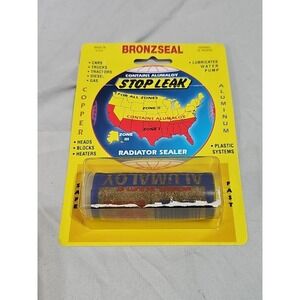 BRONZSEAL
• CARS
• TRUCKS
• TRACTORS
• DIESEL
• GAS
• LUBRICATES
WATER
PUMP
CONTAINS ALUMALOY
STOP LEAK
FOR ALL ZONES
ZONE II
CONTAINS ALUMALOY
ZONE I
ZONE
III
COPPER
ALUMINUM
• HEADS
• BLOCKS
• HEATERS
RADIATOR SEALER
• PLASTIC
SYSTEMS
SAFE
FAST
ALUMALOY